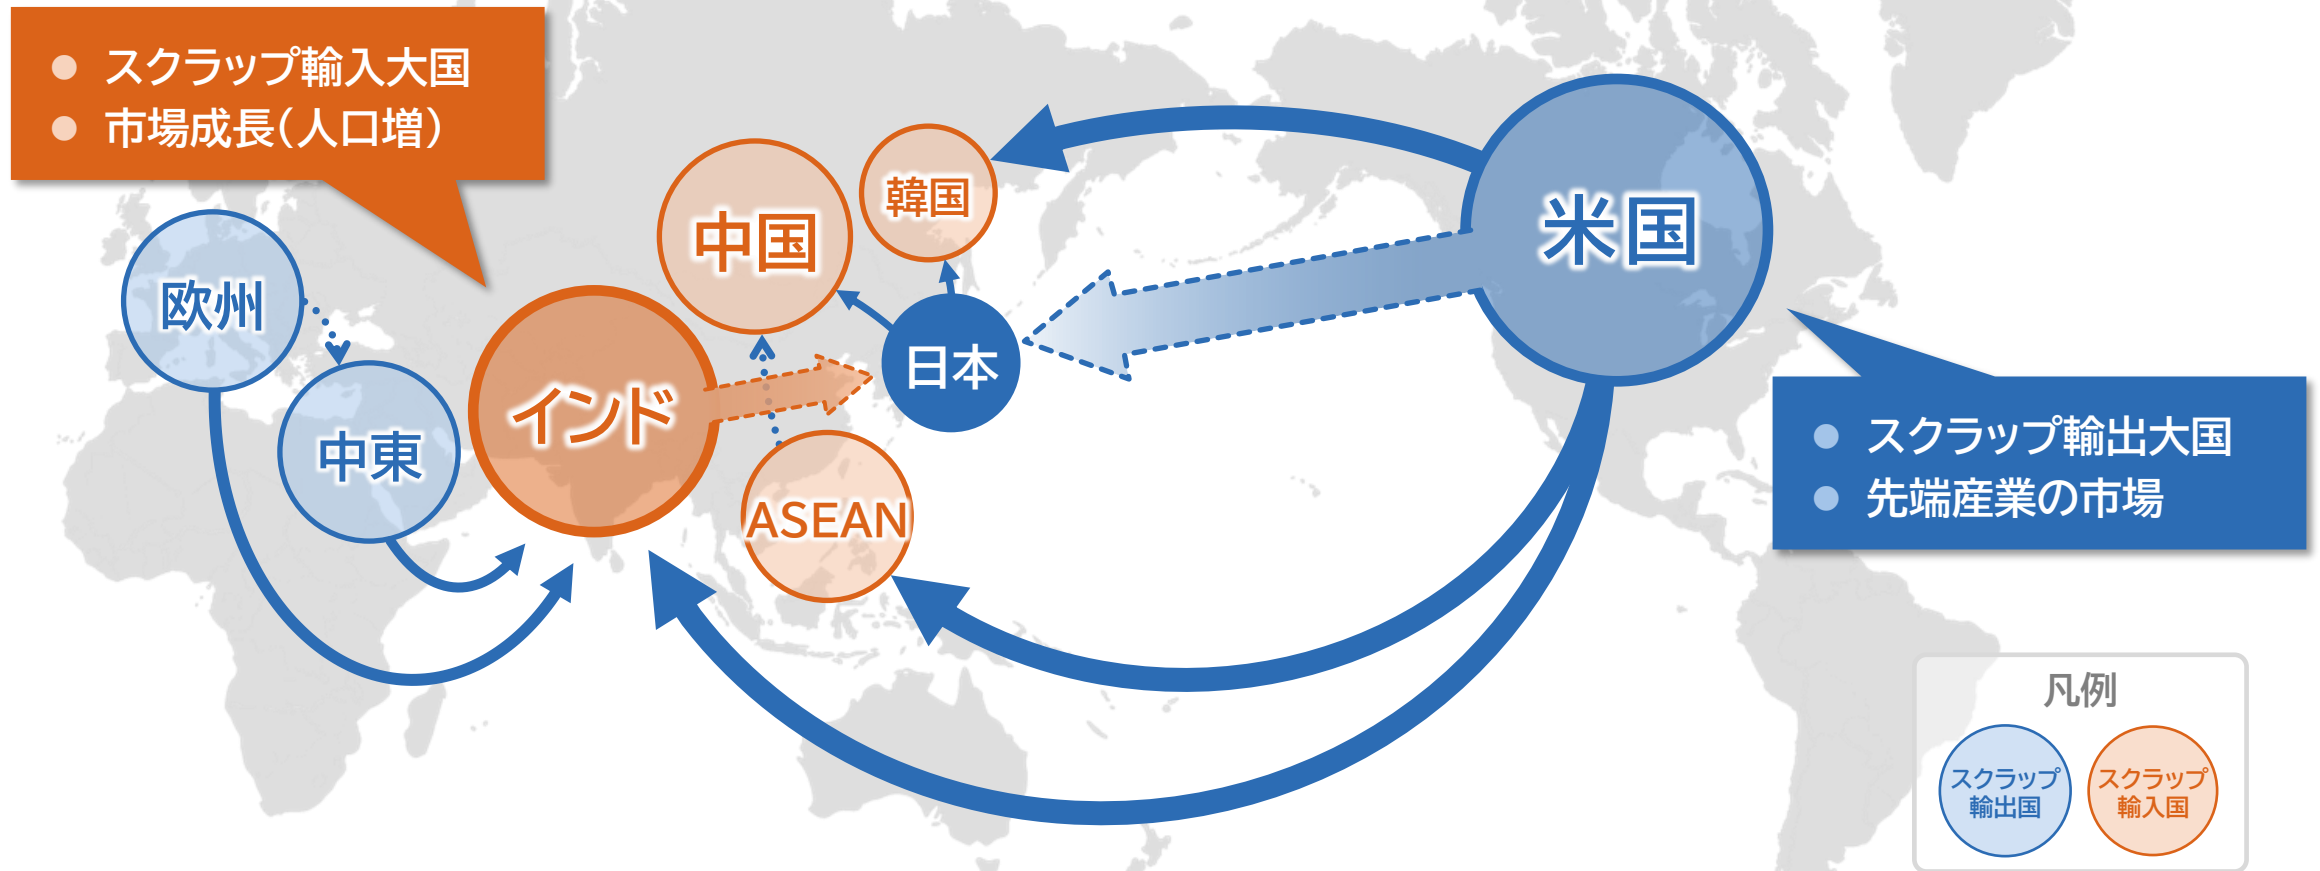 ● スクラップ輸入大国
● 市場成長（人口増）
韓国
米国
中国
欧州
日本
インド
中東
ASEAN
● スクラップ輸出大国
● 先端産業の市場
凡例
スクラップ
輸出国
スクラップ
輸入国